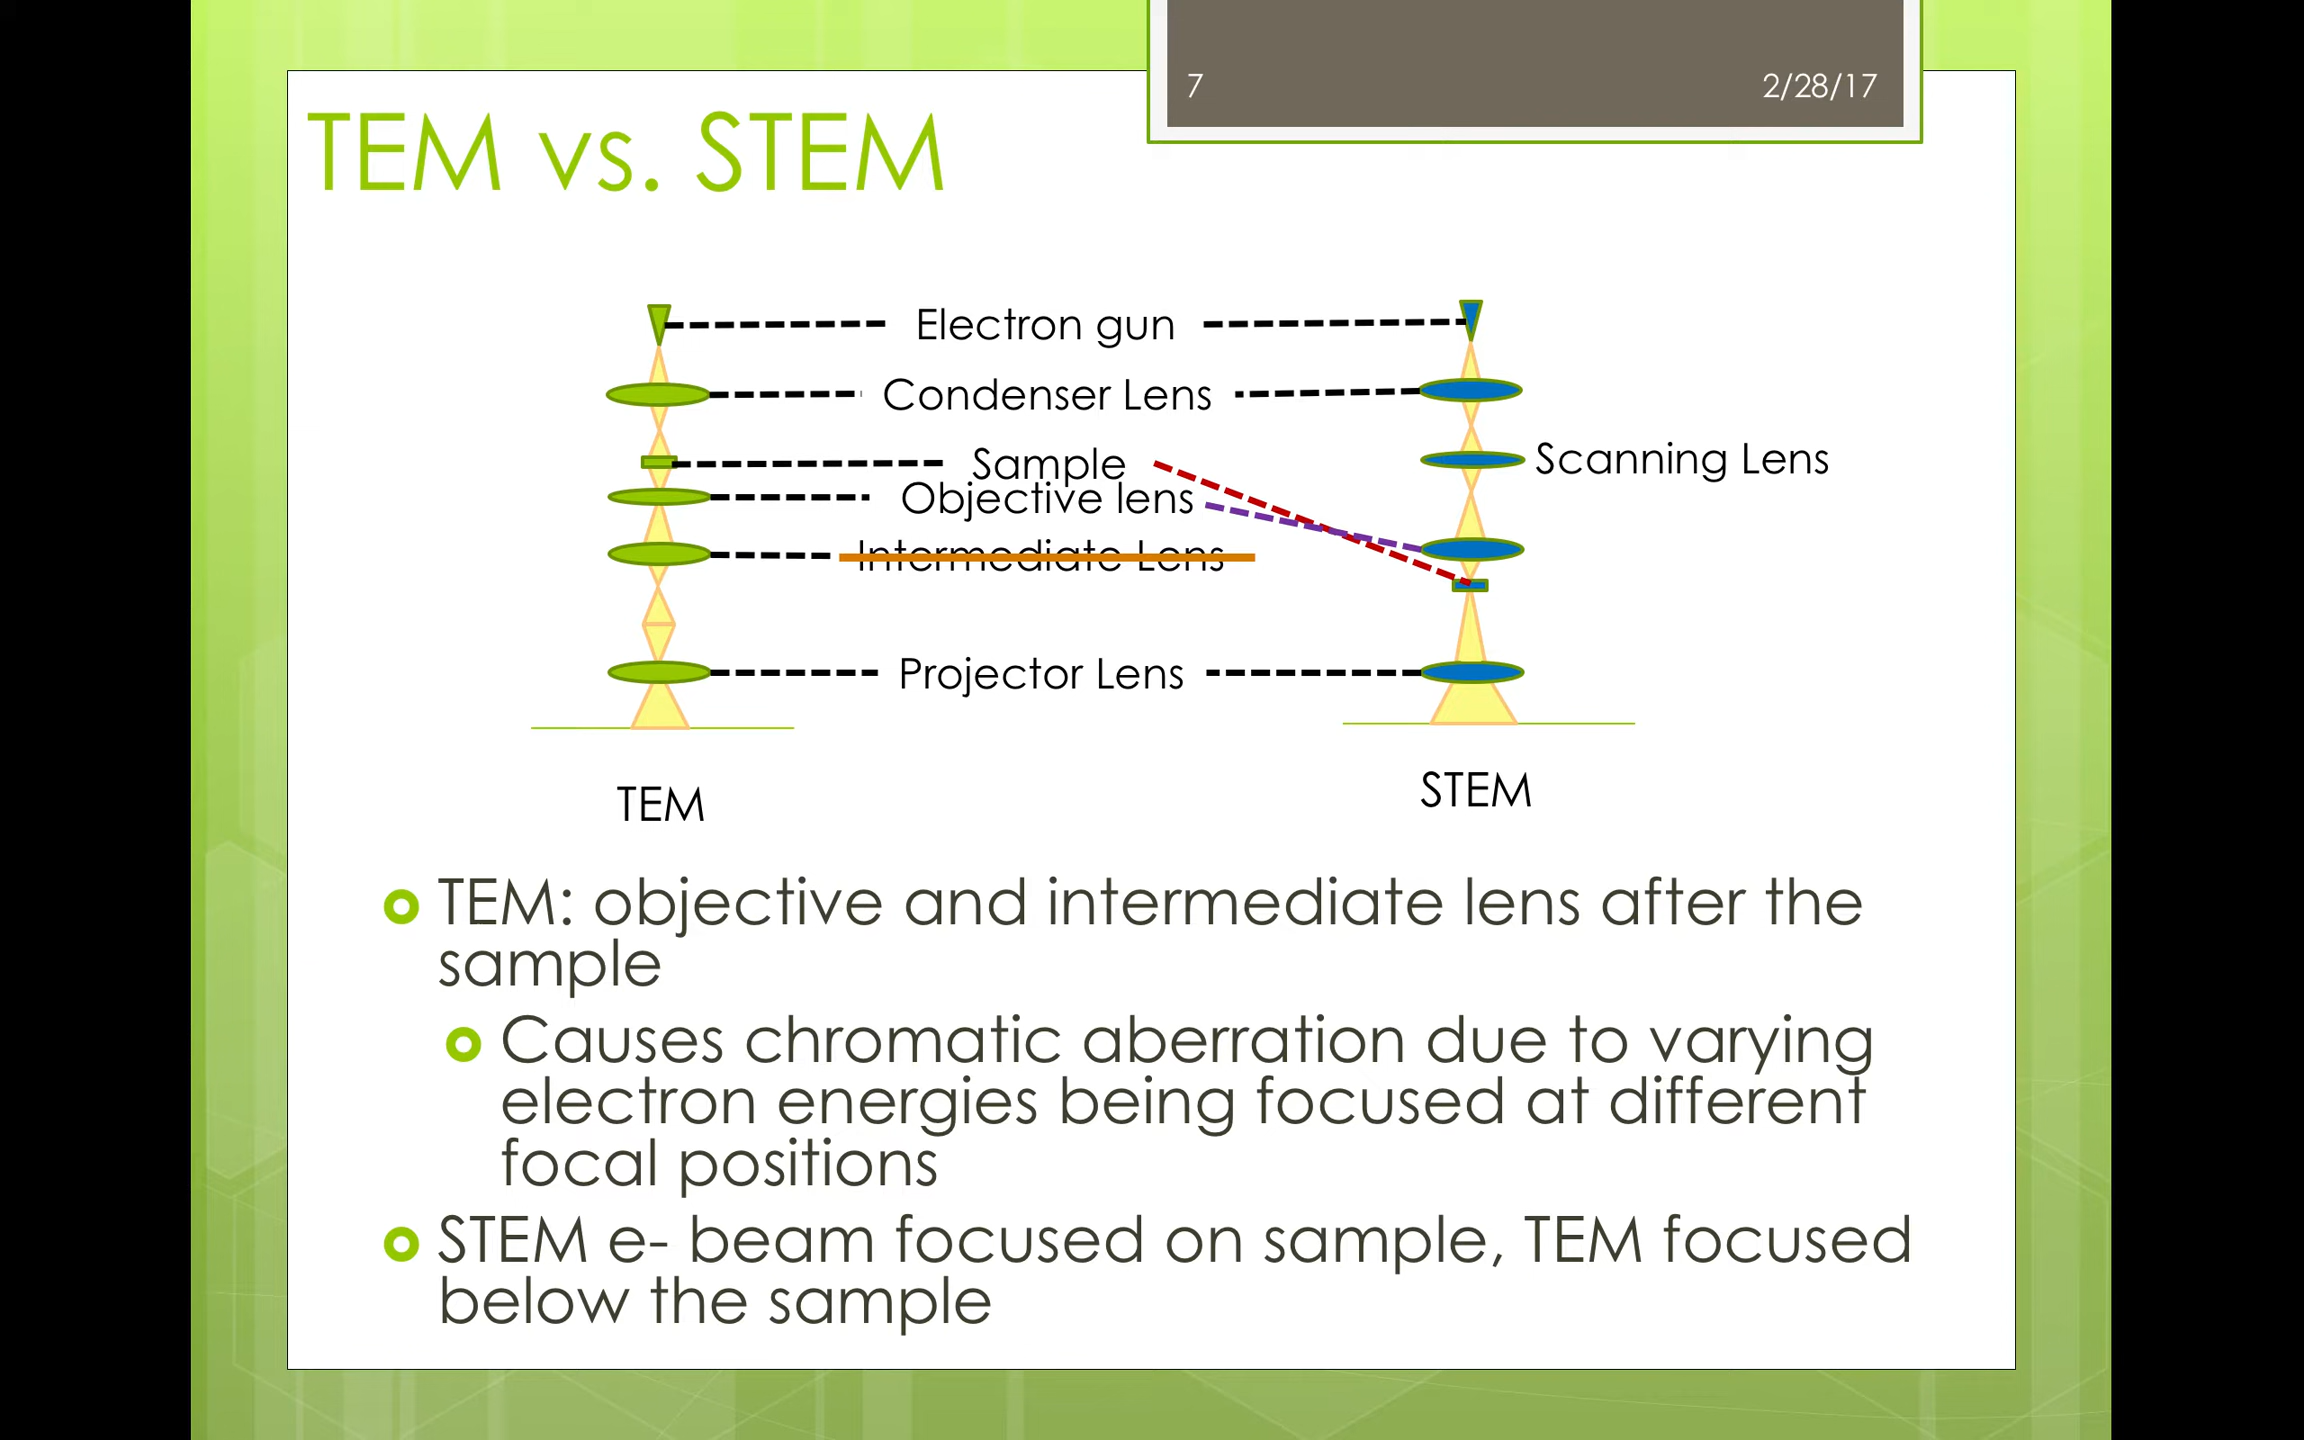 7
2/28/17
TEM vs. STEM
Electron gun
Condenser Lens
Sample
Scanning Lens
Objective lens
Intermediate Lens
Projector Lens
TEM
STEM
TEM: objective and intermediate lens after the
sample
Causes chromatic aberration due to varying
electron energies being focused at different
focal positions
STEM e- beam focused on sample, TEM focused
below the sample